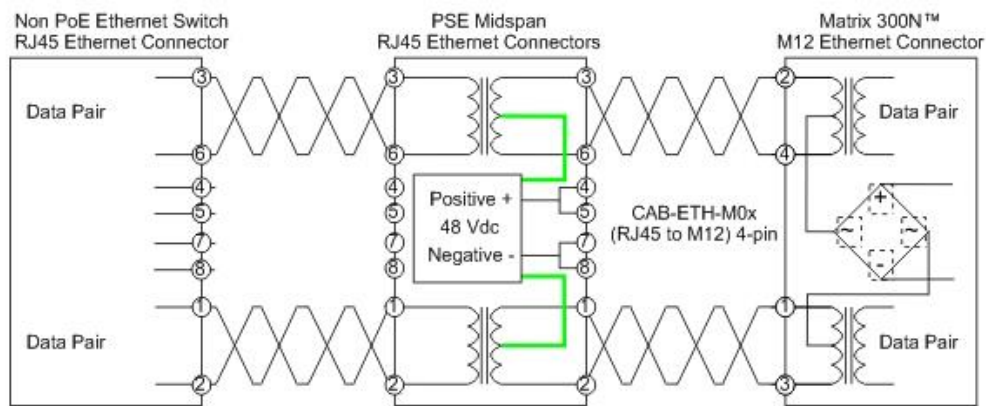 Non PoE Ethernet Switch
RJ45 Ethernet Connector
PSE Midspan
RJ45 Ethernet Connectors
Matrix 300N™
M12 Ethernet Connector
3
3
3
2
Data Pair
Data Pair
6
6
6
4
4
4
4
5
5
5
7
7
7
8
8
8
Positive +
48 Vdc
Negative -
CAB-ETH-M0x
(RJ45 to M12) 4-pin
+
~
~
-
1
1
1
1
Data Pair
Data Pair
2
2
2
3